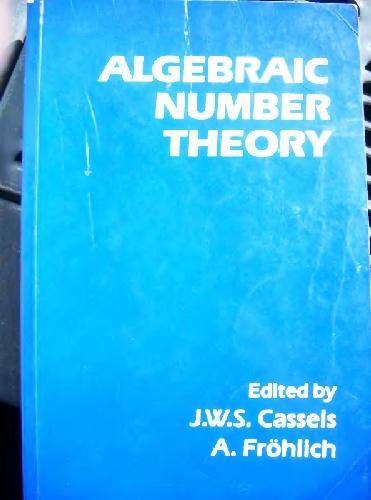 ALGEBRAIC
NUMBER
THEORY
Edited by
J.W.S. Cassels
A. Fröhlich